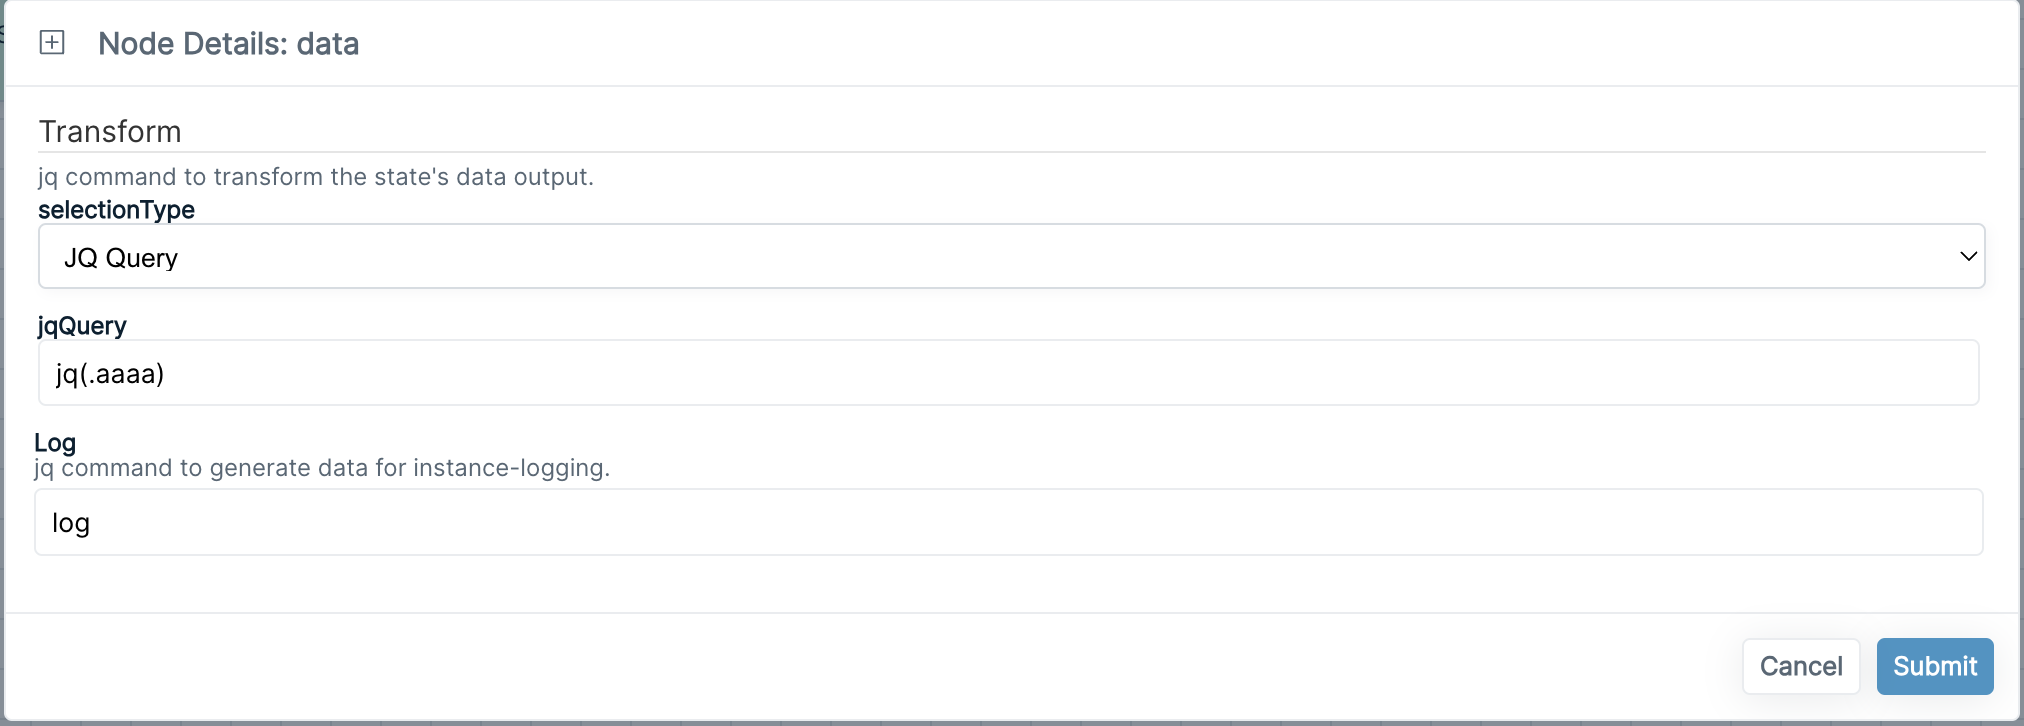 Node Details: data
Transform
jq command to transform the state's data output.
selectionType
JQ Query
jqQuery
jq(.aaaa)
Log
jq command to generate data for instance-logging.
log
Cancel Submit